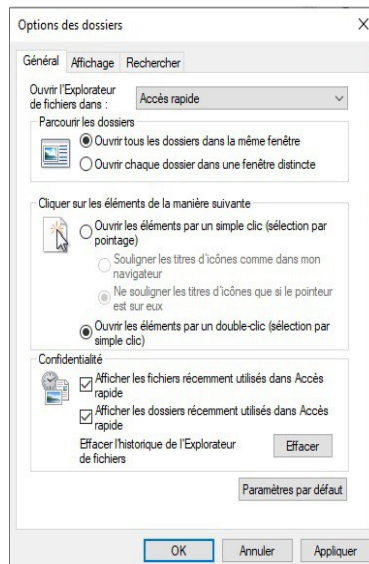 Options des dossiers
Général Affichage Rechercher
Ouvrir l'Explorateur
de fichiers dans :
Accès rapide
Parcourir les dossiers
Ouvrir tous les dossiers dans la même fenêtre
Ouvrir chaque dossier dans une fenêtre distincte
Cliquer sur les éléments de la manière suivante
Ouvrir les éléments par un simple clic (sélection par
pointage)
Souligner les titres d'icônes comme dans mon
navigateur
Ne souligner les titres d'icônes que si le pointeur
est sur eux
Ouvrir les éléments par un double-clic (sélection par
simple clic)
Confidentialité
Afficher les fichiers récemment utilisés dans Accès
rapide
Afficher les dossiers récemment utilisés dans Accès
rapide
Effacer l'historique de l'Explorateur
de fichiers
Effacer
Paramètres par défaut
OK Annuler Appliquer